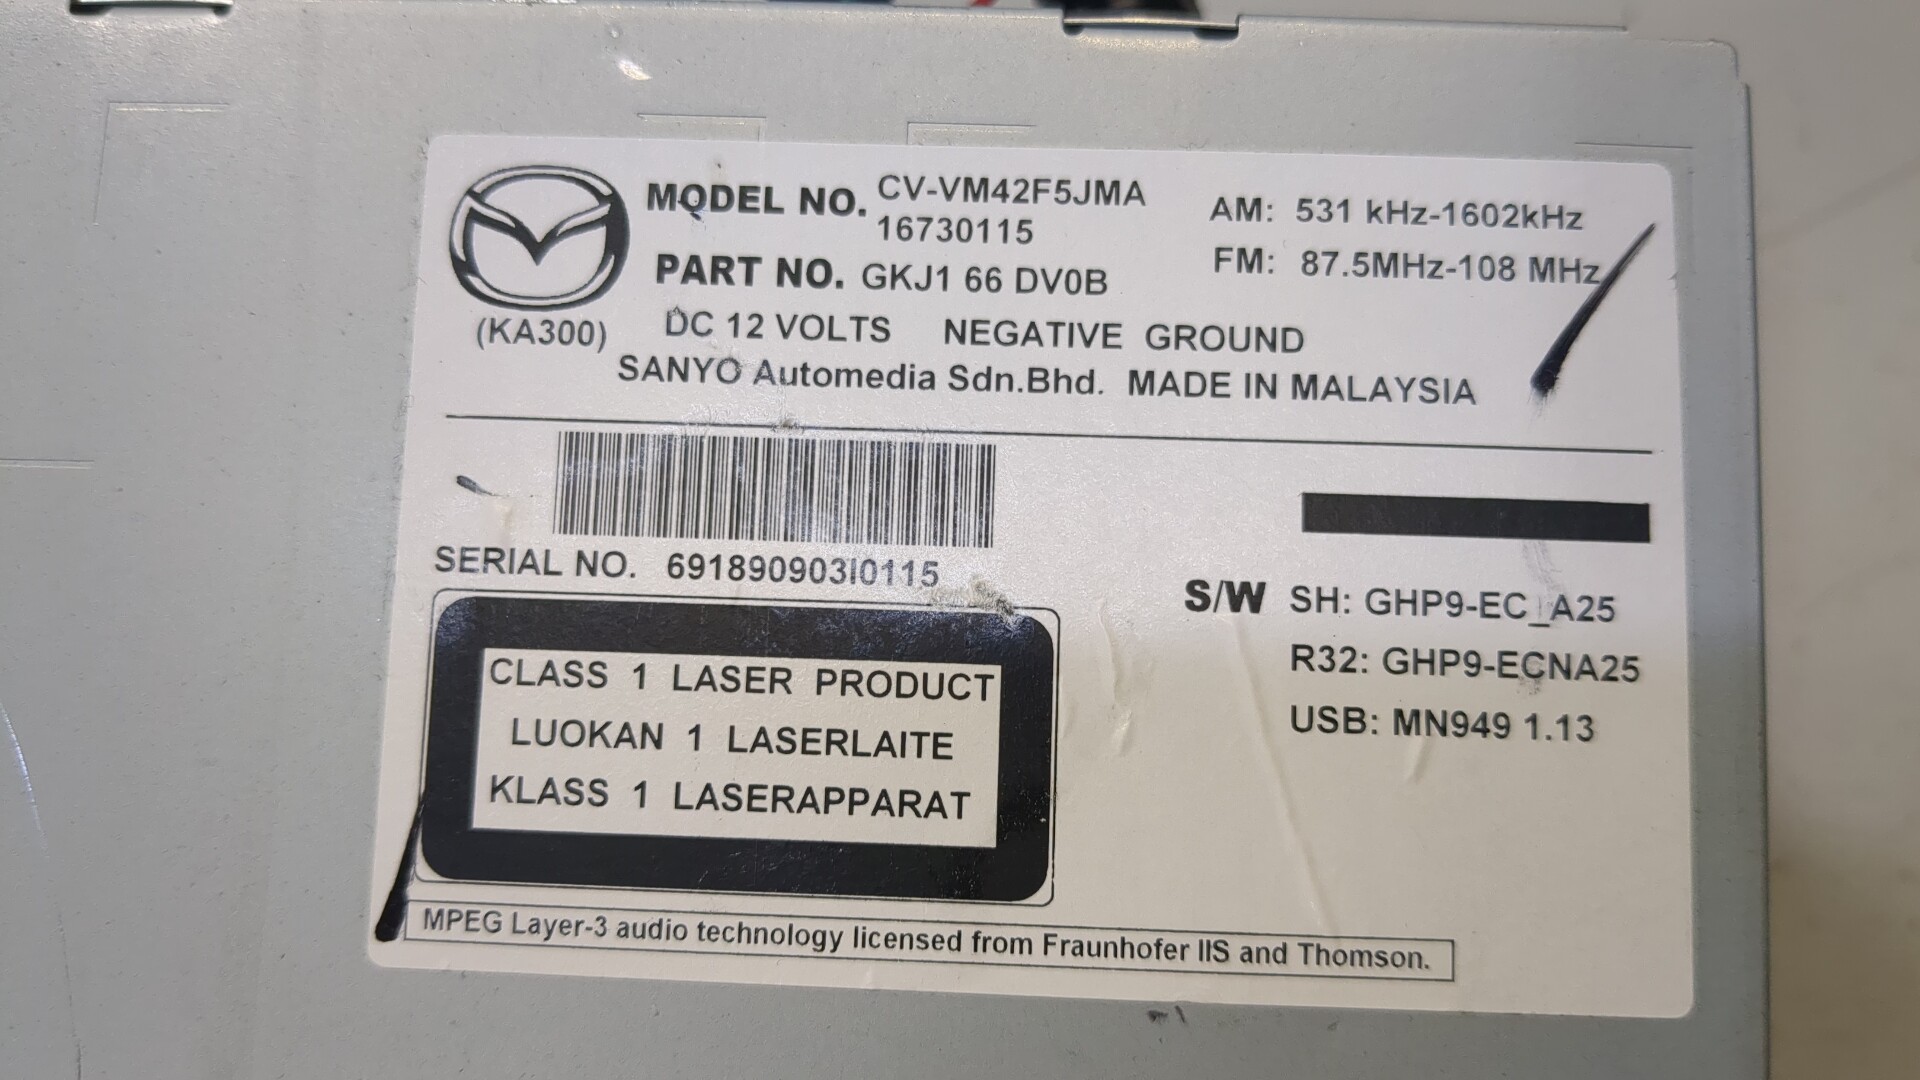 MODEL NO. CV-VM42F5JMA
16730115
PART NO. GKJ1 66 DV0B
AM: 531 kHz-1602kHz
FM: 87.5MHz-108 MHz
(KA300)
DC 12 VOLTS NEGATIVE GROUND
SANYO Automedia Sdn.Bhd. MADE IN MALAYSIA
SERIAL NO. 691890903I0115
S/W SH: GHP9-EC_A25
R32: GHP9-ECNA25
USB: MN949 1.13
CLASS 1 LASER PRODUCT
LUOKAN 1 LASERLAITE
KLASS 1 LASERAPPARAT
MPEG Layer-3 audio technology licensed from Fraunhofer IIS and Thomson.